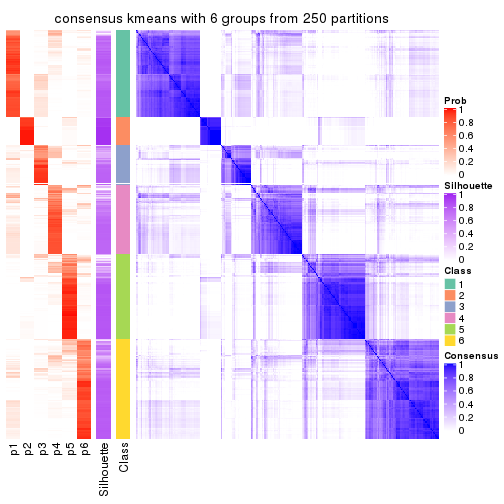 consensus kmeans with 6 groups from 250 partitions
Prob
1
0.8
0.6
0.4
0.2
0
Silhouette
1
0.8
0.6
0.4
0.2
0
Class
1
2
3
4
5
6
Consensus
1
0.8
0.6
0.4
0.2
0
p1
p2
p3
p4
p5
p6
Silhouette
Class